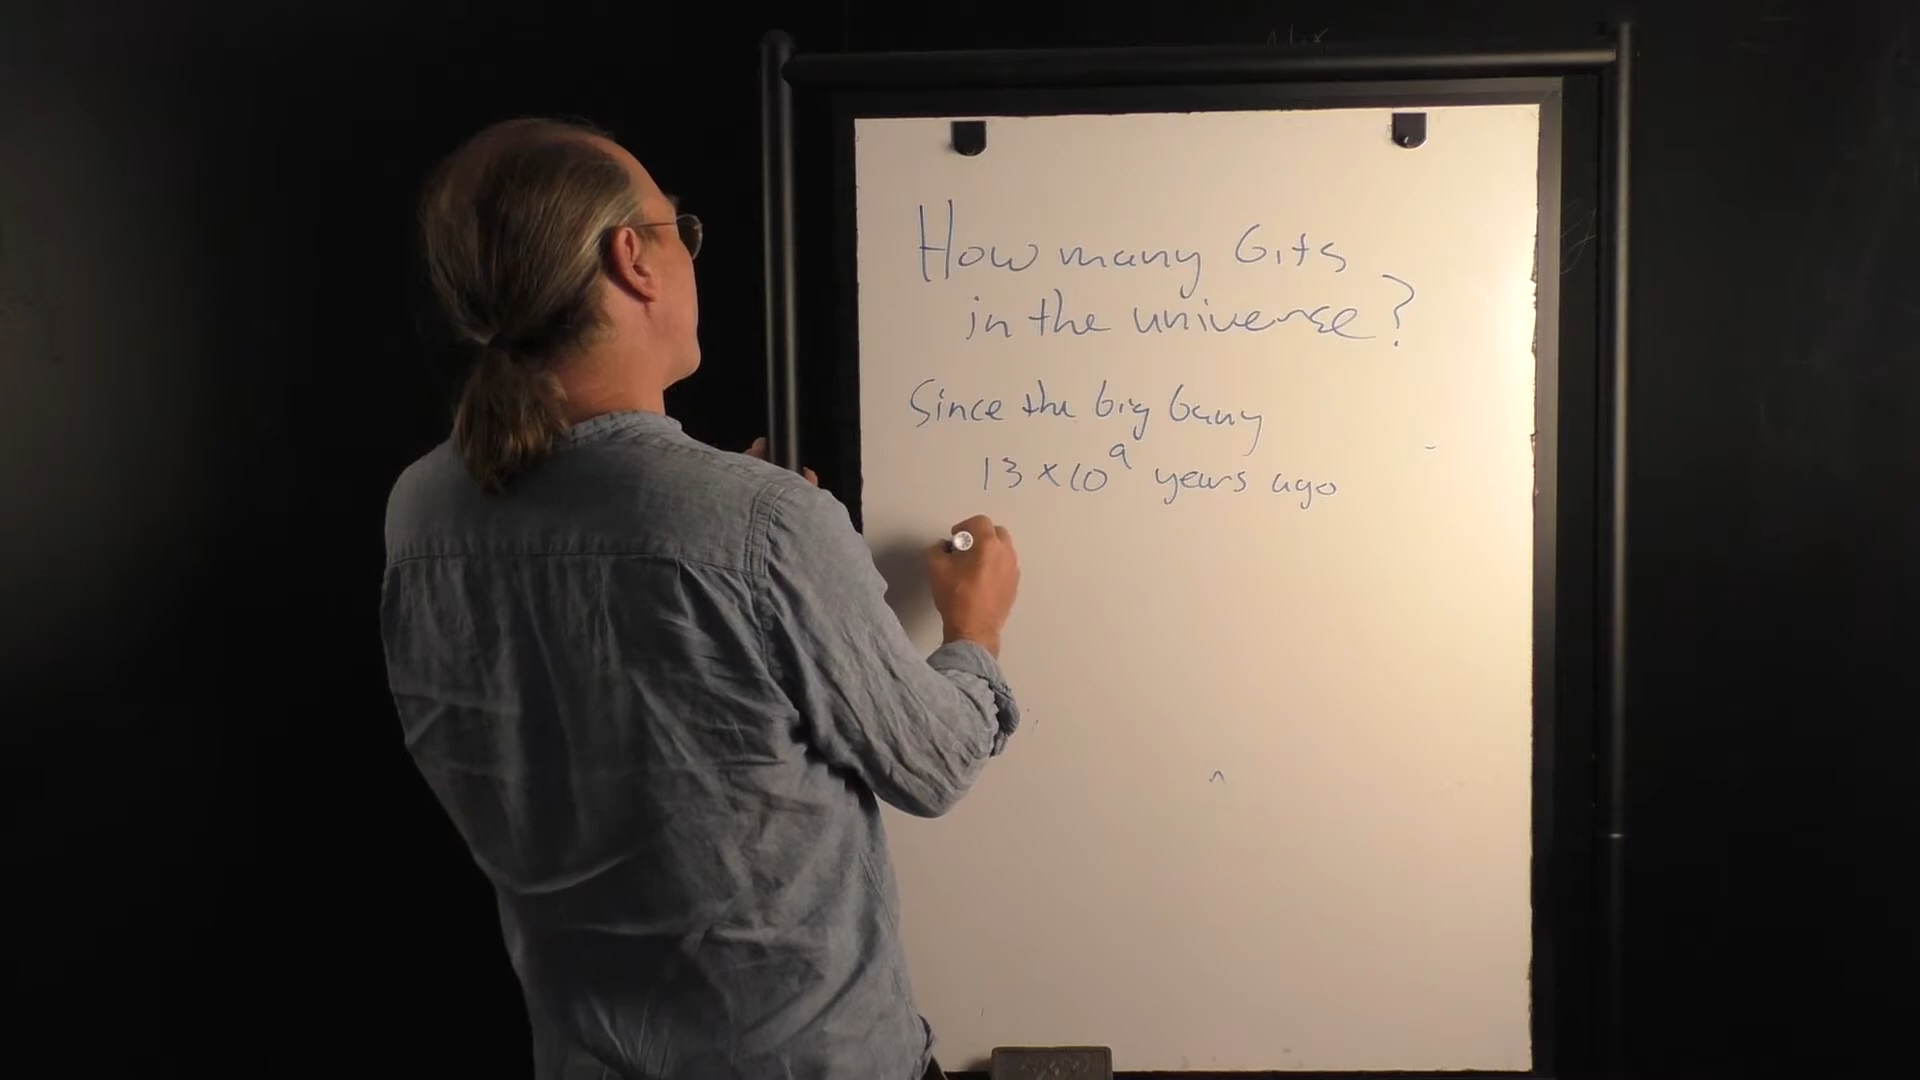 How many bits
in the universe?
Since the big bang
13 × 10⁹ years ago